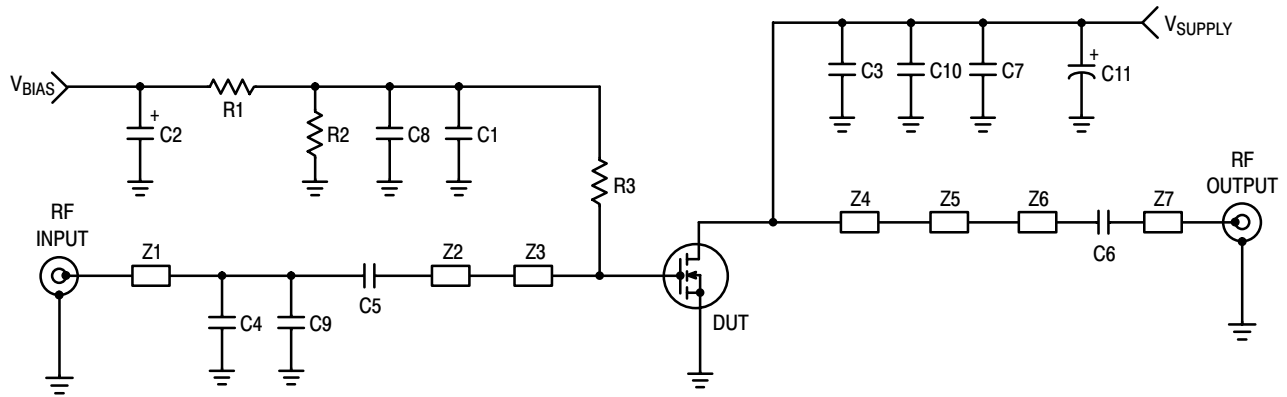 VSUPPLY
VBIAS
+
C3
C10
C7
+
C11
R1
+
C2
R2
C8
C1
R3
RF
OUTPUT
RF
INPUT
Z4
Z5
Z6
Z7
C6
Z1
Z2
Z3
C5
C4
C9
DUT